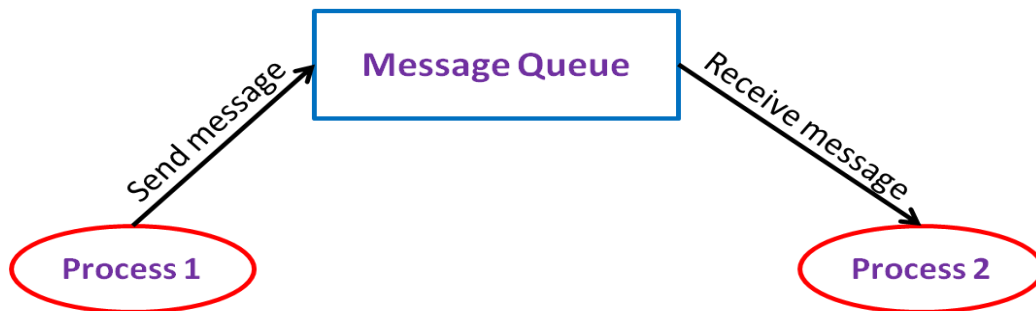 Message Queue
Send message
Receive message
Process 1
Process 2